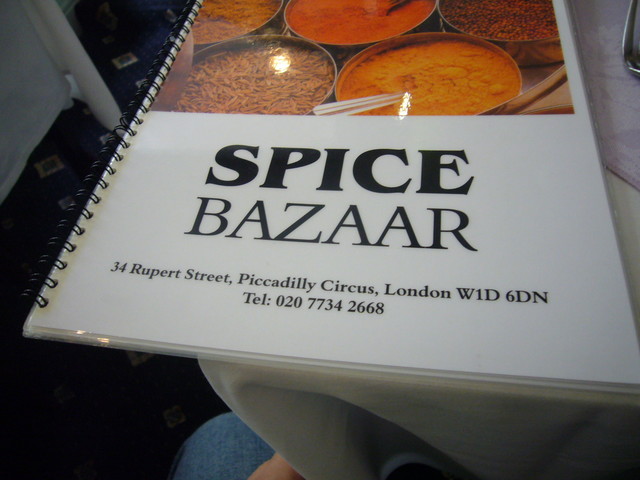 SPICE
BAZAAR
34 Rupert Street, Piccadilly Circus, London W1D 6DN
Tel: 020 7734 2668